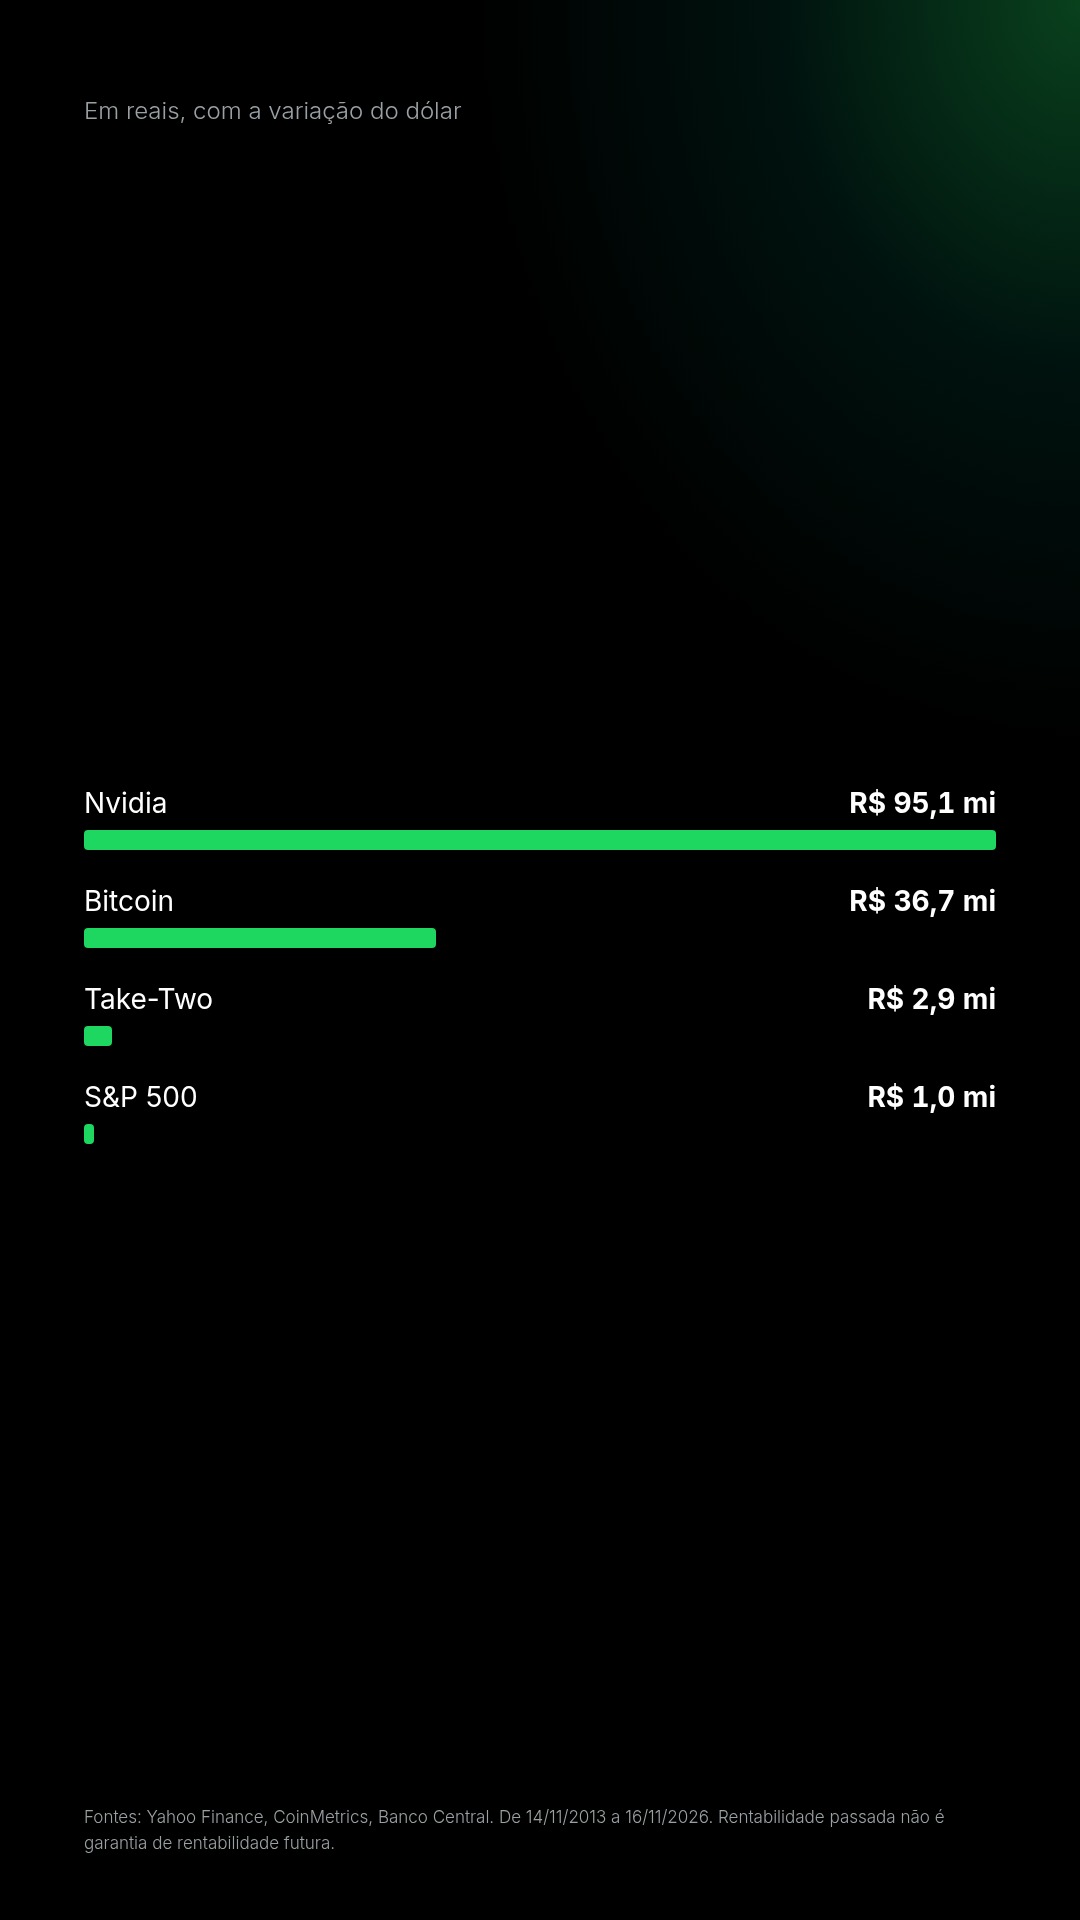 Em reais, com a variação do dólar
Nvidia R$ 95,1 mi
Bitcoin R$ 36,7 mi
Take-Two R$ 2,9 mi
S&P 500 R$ 1,0 mi
Fontes: Yahoo Finance, CoinMetrics, Banco Central. De 14/11/2013 a 16/11/2026. Rentabilidade passada não é
garantia de rentabilidade futura.